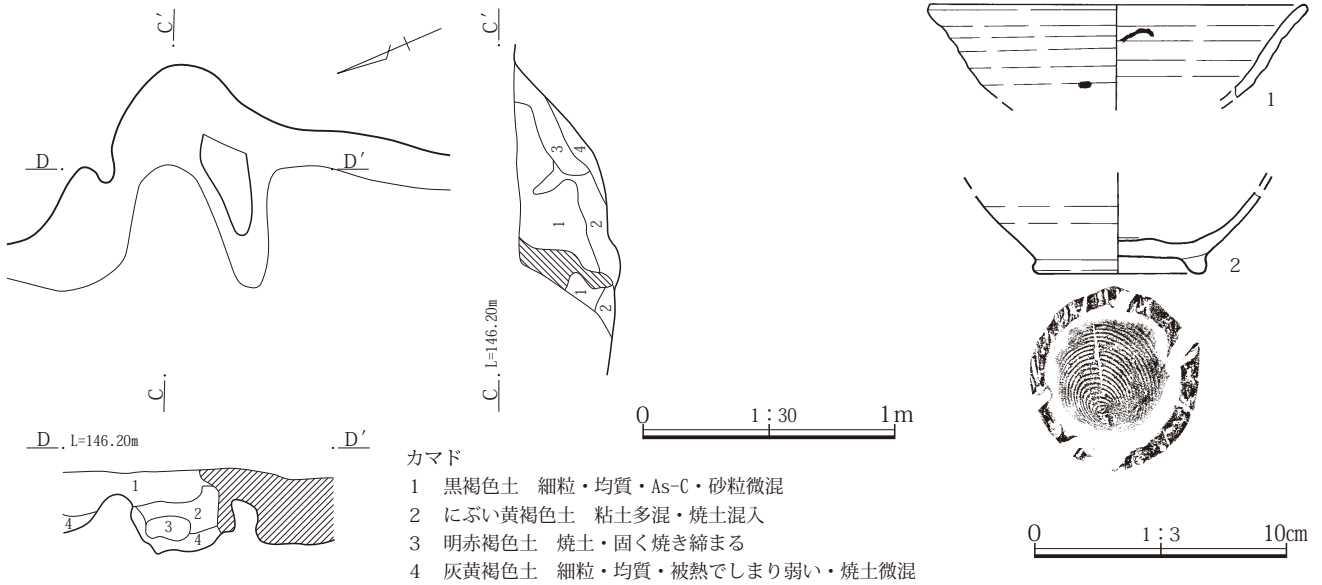 C′
C′
D
D′
C
C
L=146.20m
3
4
1
2
1
2
D
L=146.20m
D′
1
2
3
4
4
0 1：30 1m
カマド
1 黒褐色土 細粒・均質・As-C・砂粒微混
2 にぶい黄褐色土 粘土多混・焼土混入
3 明赤褐色土 焼土・固く焼き締まる
4 灰黄褐色土 細粒・均質・被熱でしまり弱い・焼土微混
1
2
0 1：3 10cm